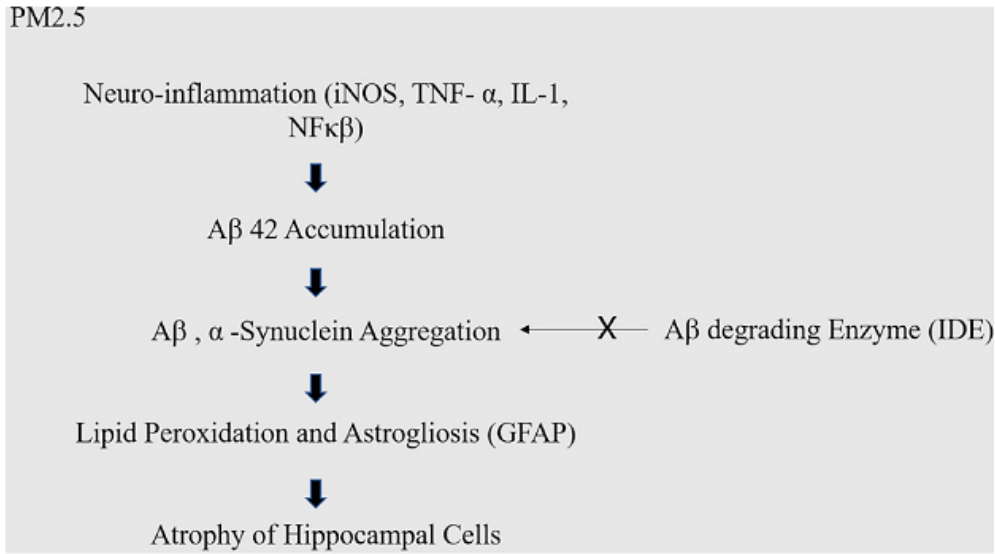 PM2.5
Neuro-inflammation (iNOS, TNF- α, IL-1,
NFκβ)
Aβ 42 Accumulation
Aβ , α -Synuclein Aggregation
X
Aβ degrading Enzyme (IDE)
Lipid Peroxidation and Astrogliosis (GFAP)
Atrophy of Hippocampal Cells